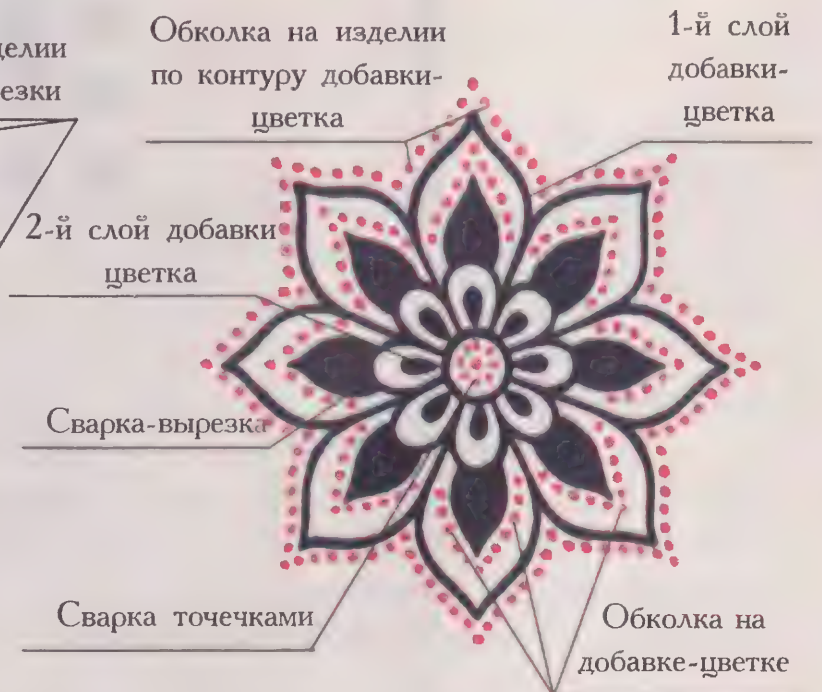 Обколка на изделии
по контуру добавки-
цветка
1-й слой
добавки-
цветка
2-й слой добавки
цветка
Сварка-вырезка
Сварка точечками
Обколка на
добавке-цветке